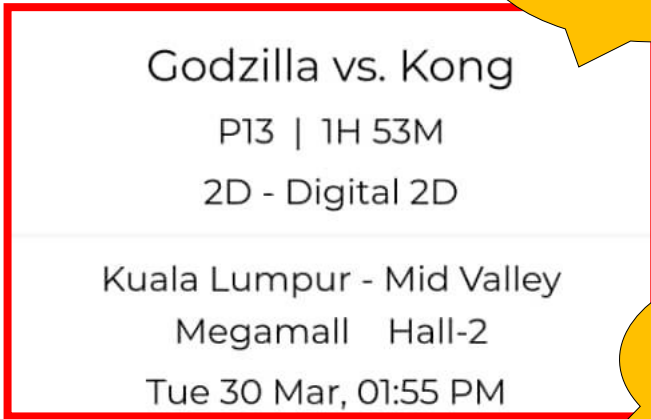 Godzilla vs. Kong
P13 | 1H 53M
2D - Digital 2D
Kuala Lumpur - Mid Valley
Megamall Hall-2
Tue 30 Mar, 01:55 PM